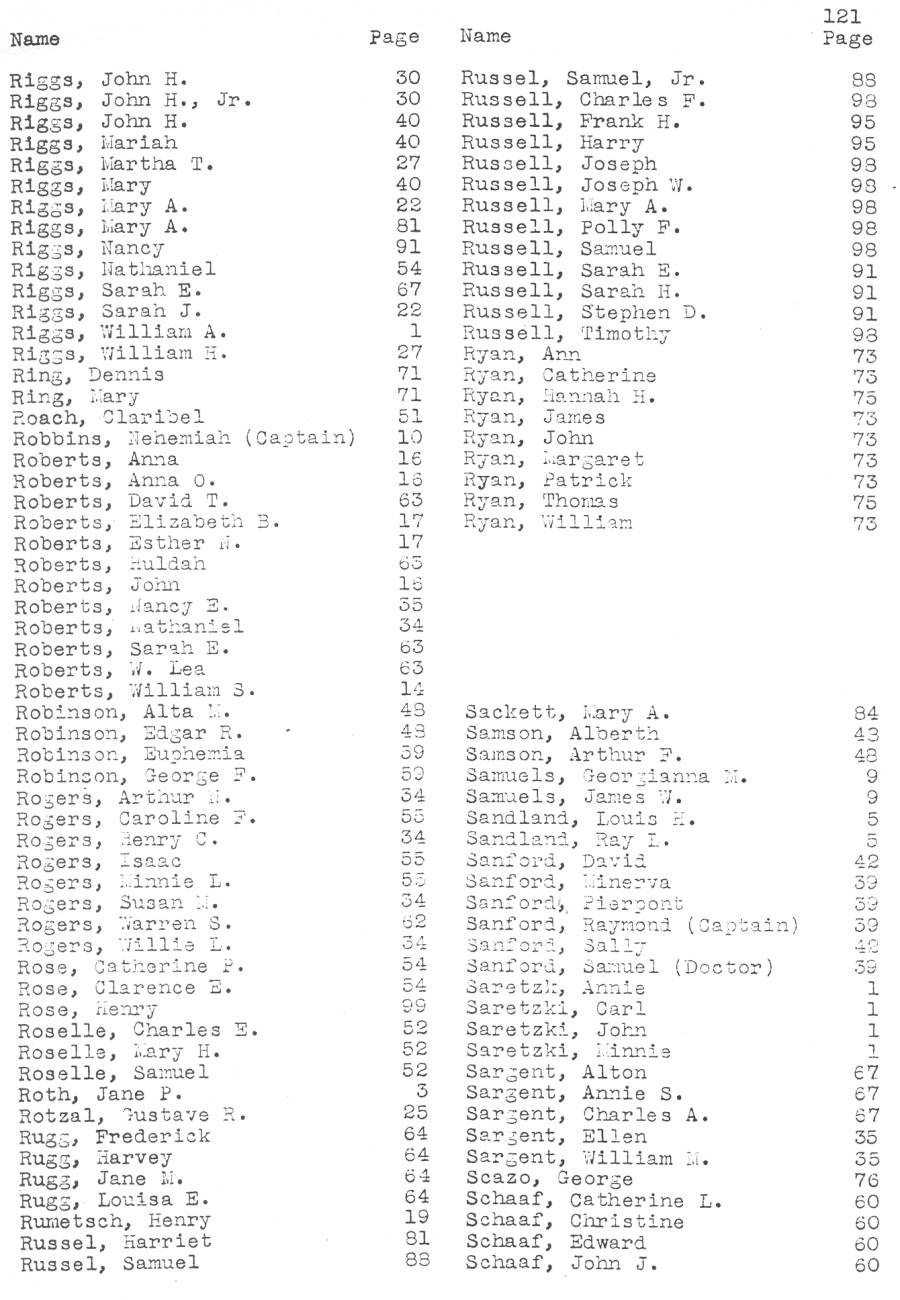 121
Name Page
Riggs, John H. 30
Riggs, John H., Jr. 30
Riggs, John H. 40
Riggs, Mariah 40
Riggs, Martha T. 27
Riggs, Mary 40
Riggs, Mary A. 22
Riggs, Mary A. 81
Riggs, Nancy 91
Riggs, Nathaniel 54
Riggs, Sarah E. 67
Riggs, Sarah J. 22
Riggs, William A. 1
Riggs, William H. 27
Ring, Dennis 71
Ring, Mary 71
Roach, Claribel 51
Robbins, Nehemiah (Captain) 10
Roberts, Anna 16
Roberts, Anna O. 16
Roberts, David T. 63
Roberts, Elizabeth B. 17
Roberts, Esther N. 17
Roberts, Huldah 63
Roberts, John 16
Roberts, Nancy E. 35
Roberts, Nathaniel 34
Roberts, Sarah E. 63
Roberts, W. Lea 63
Roberts, William S. 14
Robinson, Alta M. 48
Robinson, Edgar R. 48
Robinson, Euphemia 59
Robinson, George F. 59
Rogers, Arthur N. 34
Rogers, Caroline F. 55
Rogers, Henry C. 34
Rogers, Isaac 55
Rogers, Minnie L. 55
Rogers, Susan M. 34
Rogers, Warren S. 62
Rogers, Willie L. 34
Rose, Catherine P. 54
Rose, Clarence E. 54
Rose, Henry 99
Roselle, Charles E. 52
Roselle, Mary H. 52
Roselle, Samuel 52
Roth, Jane P. 3
Rotzal, Gustave R. 25
Rugg, Frederick 64
Rugg, Harvey 64
Rugg, Jane M. 64
Rugg, Louisa E. 64
Rumetsch, Henry 19
Russel, Harriet 81
Russel, Samuel 88
Name Page
Russel, Samuel, Jr. 88
Russell, Charles F. 98
Russell, Frank H. 95
Russell, Harry 95
Russell, Joseph 98
Russell, Joseph W. 98
Russell, Mary A. 98
Russell, Polly F. 98
Russell, Samuel 98
Russell, Sarah E. 91
Russell, Sarah H. 91
Russell, Stephen D. 91
Russell, Timothy 98
Ryan, Ann 73
Ryan, Catherine 73
Ryan, Hannah H. 75
Ryan, James 73
Ryan, John 73
Ryan, Margaret 73
Ryan, Patrick 73
Ryan, Thomas 75
Ryan, William 73
Sackett, Mary A. 84
Samson, Alberth 43
Samson, Arthur F. 48
Samuels, Georgianna M. 9
Samuels, James W. 9
Sandland, Louis H. 5
Sandland, Ray L. 5
Sanford, David 42
Sanford, Minerva 39
Sanford, Pierpont 39
Sanford, Raymond (Captain) 39
Sanford, Sally 42
Sanford, Samuel (Doctor) 39
Saretzk, Annie 1
Saretzki, Carl 1
Saretzki, John 1
Saretzki, Minnie 1
Sargent, Alton 67
Sargent, Annie S. 67
Sargent, Charles A. 67
Sargent, Ellen 35
Sargent, William M. 35
Scazo, George 76
Schaaf, Catherine L. 60
Schaaf, Christine 60
Schaaf, Edward 60
Schaaf, John J. 60